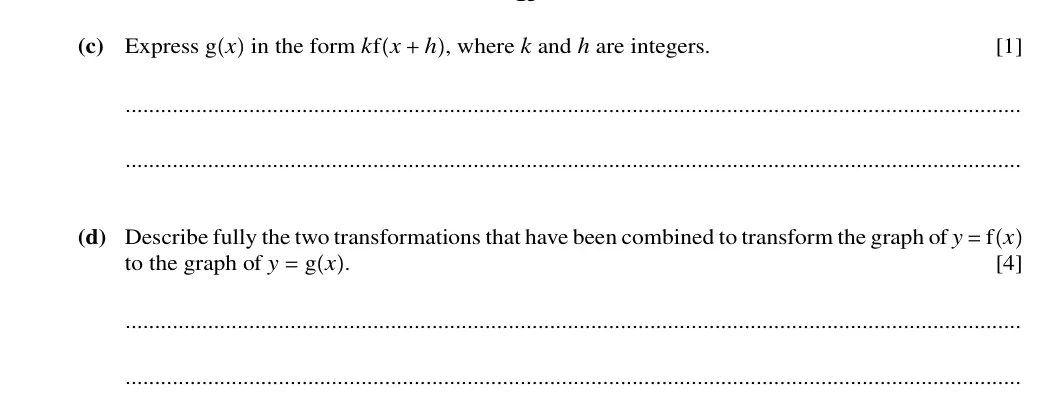 (c) Express g(x) in the form kf(x + h), where k and h are integers. [1]
................................................................................
................................................................................
(d) Describe fully the two transformations that have been combined to transform the graph of y = f(x)
to the graph of y = g(x). [4]
................................................................................
................................................................................